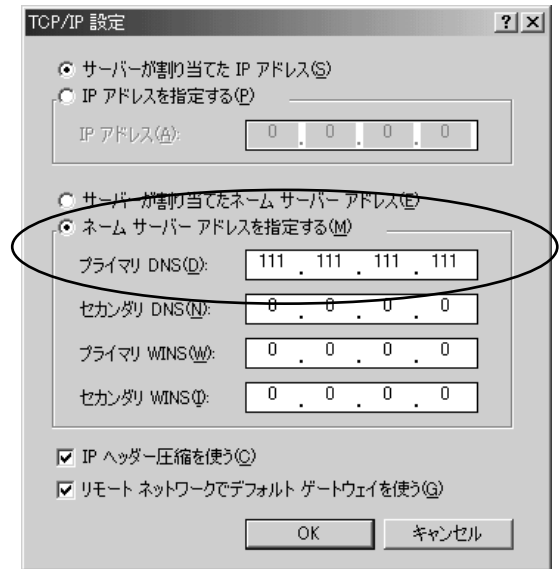 TCP/IP 設定
サーバーが割り当てた IP アドレス(S)
IP アドレスを指定する(P)
IP アドレス(A): 0 . 0 . 0 . 0
サーバーが割り当てたネーム サーバー アドレス(E)
ネーム サーバー アドレスを指定する(M)
プライマリ DNS(D): 111 . 111 . 111 . 111
セカンダリ DNS(N): 0 . 0 . 0 . 0
プライマリ WINS(W): 0 . 0 . 0 . 0
セカンダリ WINS(I): 0 . 0 . 0 . 0
IP ヘッダー圧縮を使う(C)
リモート ネットワークでデフォルト ゲートウェイを使う(G)
OK キャンセル